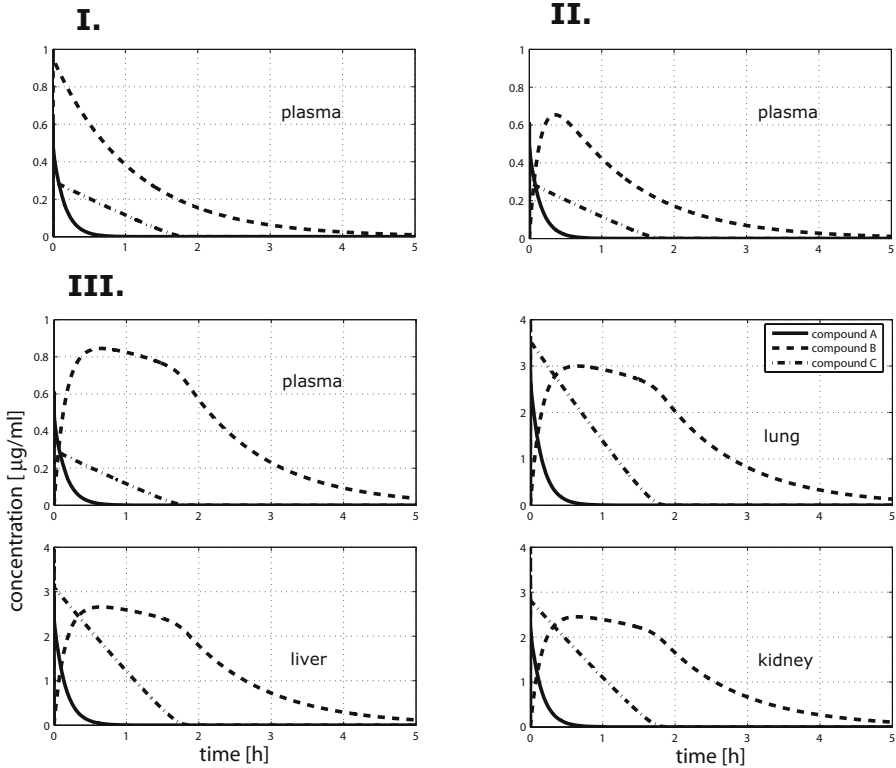 I.
II.
1
0.8
0.6
0.4
0.2
0
plasma
0 1 2 3 4 5
1
0.8
0.6
0.4
0.2
0
plasma
0 1 2 3 4 5
III.
concentration [ µg/ml]
1
0.8
0.6
0.4
0.2
0
plasma
0 1 2 3 4 5
4
3
2
1
0
compound A
compound B
compound C
lung
0 1 2 3 4 5
4
3
2
1
0
liver
0 1 2 3 4 5
time [h]
4
3
2
1
0
kidney
0 1 2 3 4 5
time [h]